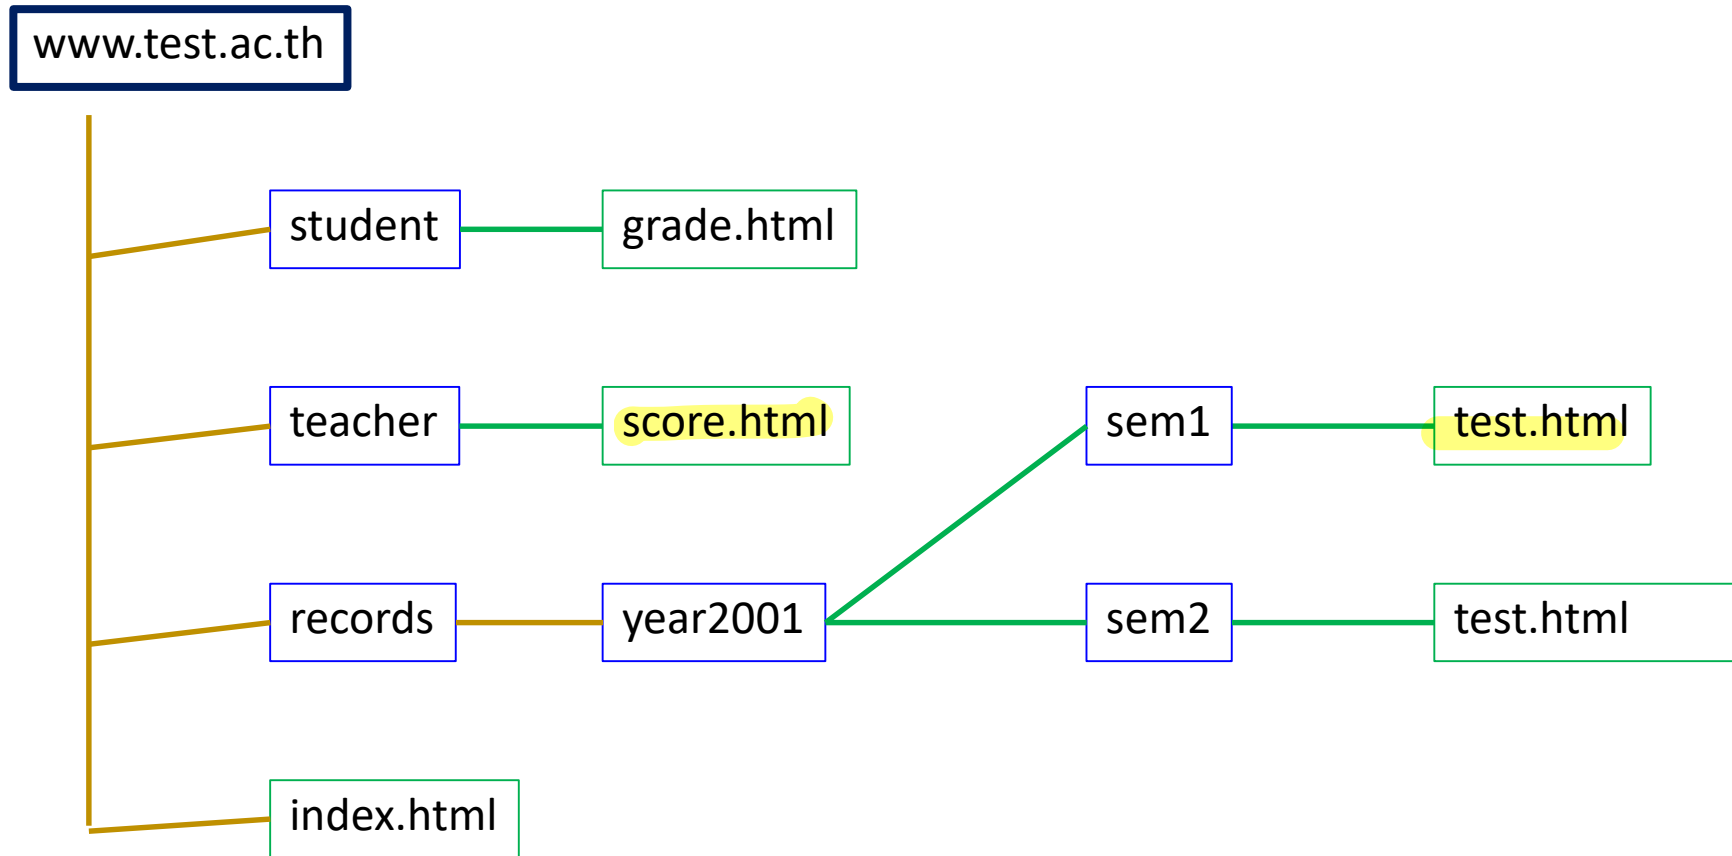 www.test.ac.th
student grade.html
teacher score.html sem1 test.html
records year2001 sem2 test.html
index.html